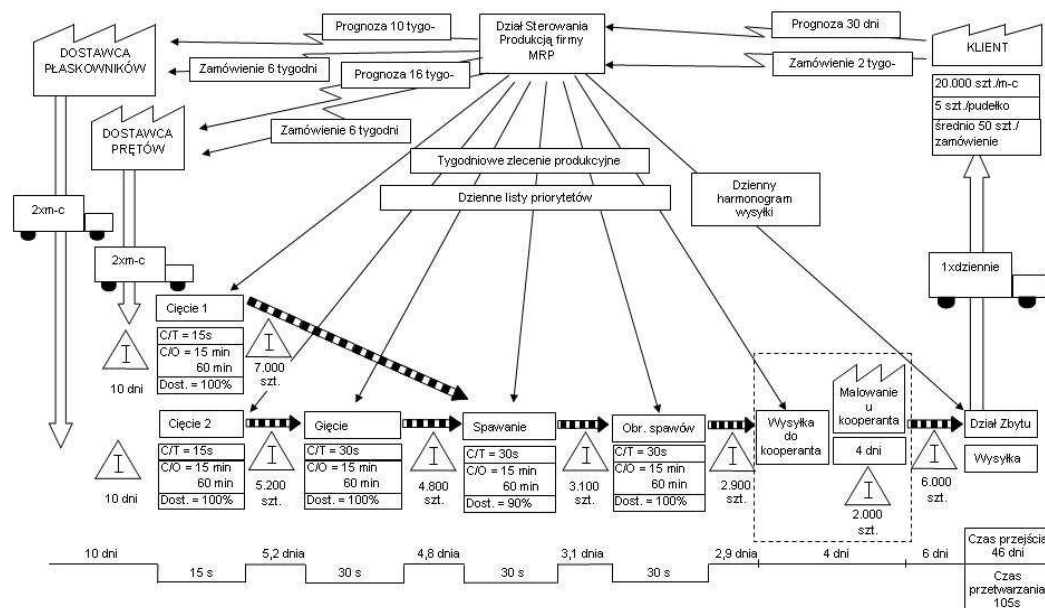 DOSTAWCA
PŁASKOWNIKÓW
Prognoza 10 tygo-
Zamówienie 6 tygodni
Prognoza 16 tygo-
Zamówienie 6 tygodni
DOSTAWCA
PRĘTÓW
Dział Sterowania
Produkcją firmy
MRP
Prognoza 30 dni
Zamówienie 2 tygo-
KLIENT
20.000 szt./m-c
5 szt./pudełko
średnio 50 szt./
zamówienie
Tygodniowe zlecenie produkcyjne
Dzienne listy priorytetów
Dzienny
harmonogram
wysyłki
2xm-c
2xm-c
1xdziennie
10 dni
Cięcie 1
C/T = 15s
C/O = 15 min
60 min
Dost. = 100%
I
I
7.000
szt.
10 dni
I
Cięcie 2
C/T = 15s
C/O = 15 min
60 min
Dost. = 100%
I
5.200
szt.
Gięcie
C/T = 30s
C/O = 15 min
60 min
Dost. = 100%
I
4.800
szt.
Spawanie
C/T = 30s
C/O = 15 min
60 min
Dost. = 90%
I
3.100
szt.
Obr. spawów
C/T = 30s
C/O = 15 min
60 min
Dost. = 100%
I
2.900
szt.
Wysyłka
do
kooperanta
Malowanie
u
kooperanta
4 dni
I
2.000
szt.
I
6.000
szt.
Dział Zbytu
Wysyłka
10 dni
15 s
5,2 dnia
30 s
4,8 dnia
30 s
3,1 dnia
30 s
2,9 dnia
4 dni
6 dni
Czas przejścia
46 dni
Czas
przetwarzania
105s